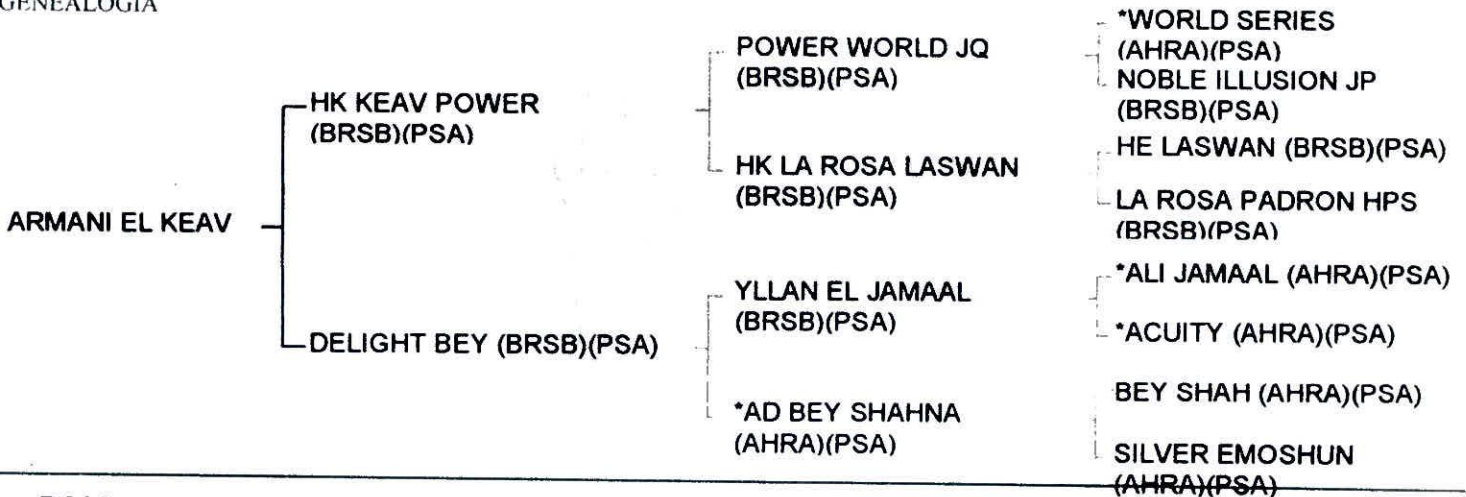 GENEALOGIA
*WORLD SERIES
(AHRA)(PSA)
POWER WORLD JQ
(BRSB)(PSA)
NOBLE ILLUSION JP
(BRSB)(PSA)
HK KEAV POWER
(BRSB)(PSA)
HE LASWAN (BRSB)(PSA)
HK LA ROSA LASWAN
(BRSB)(PSA)
LA ROSA PADRON HPS
(BRSB)(PSA)
ARMANI EL KEAV
*ALI JAMAAL (AHRA)(PSA)
YLLAN EL JAMAAL
(BRSB)(PSA)
*ACUITY (AHRA)(PSA)
DELIGHT BEY (BRSB)(PSA)
BEY SHAH (AHRA)(PSA)
*AD BEY SHAHNA
(AHRA)(PSA)
SILVER EMOSHUN
(AHRA)(PSA)